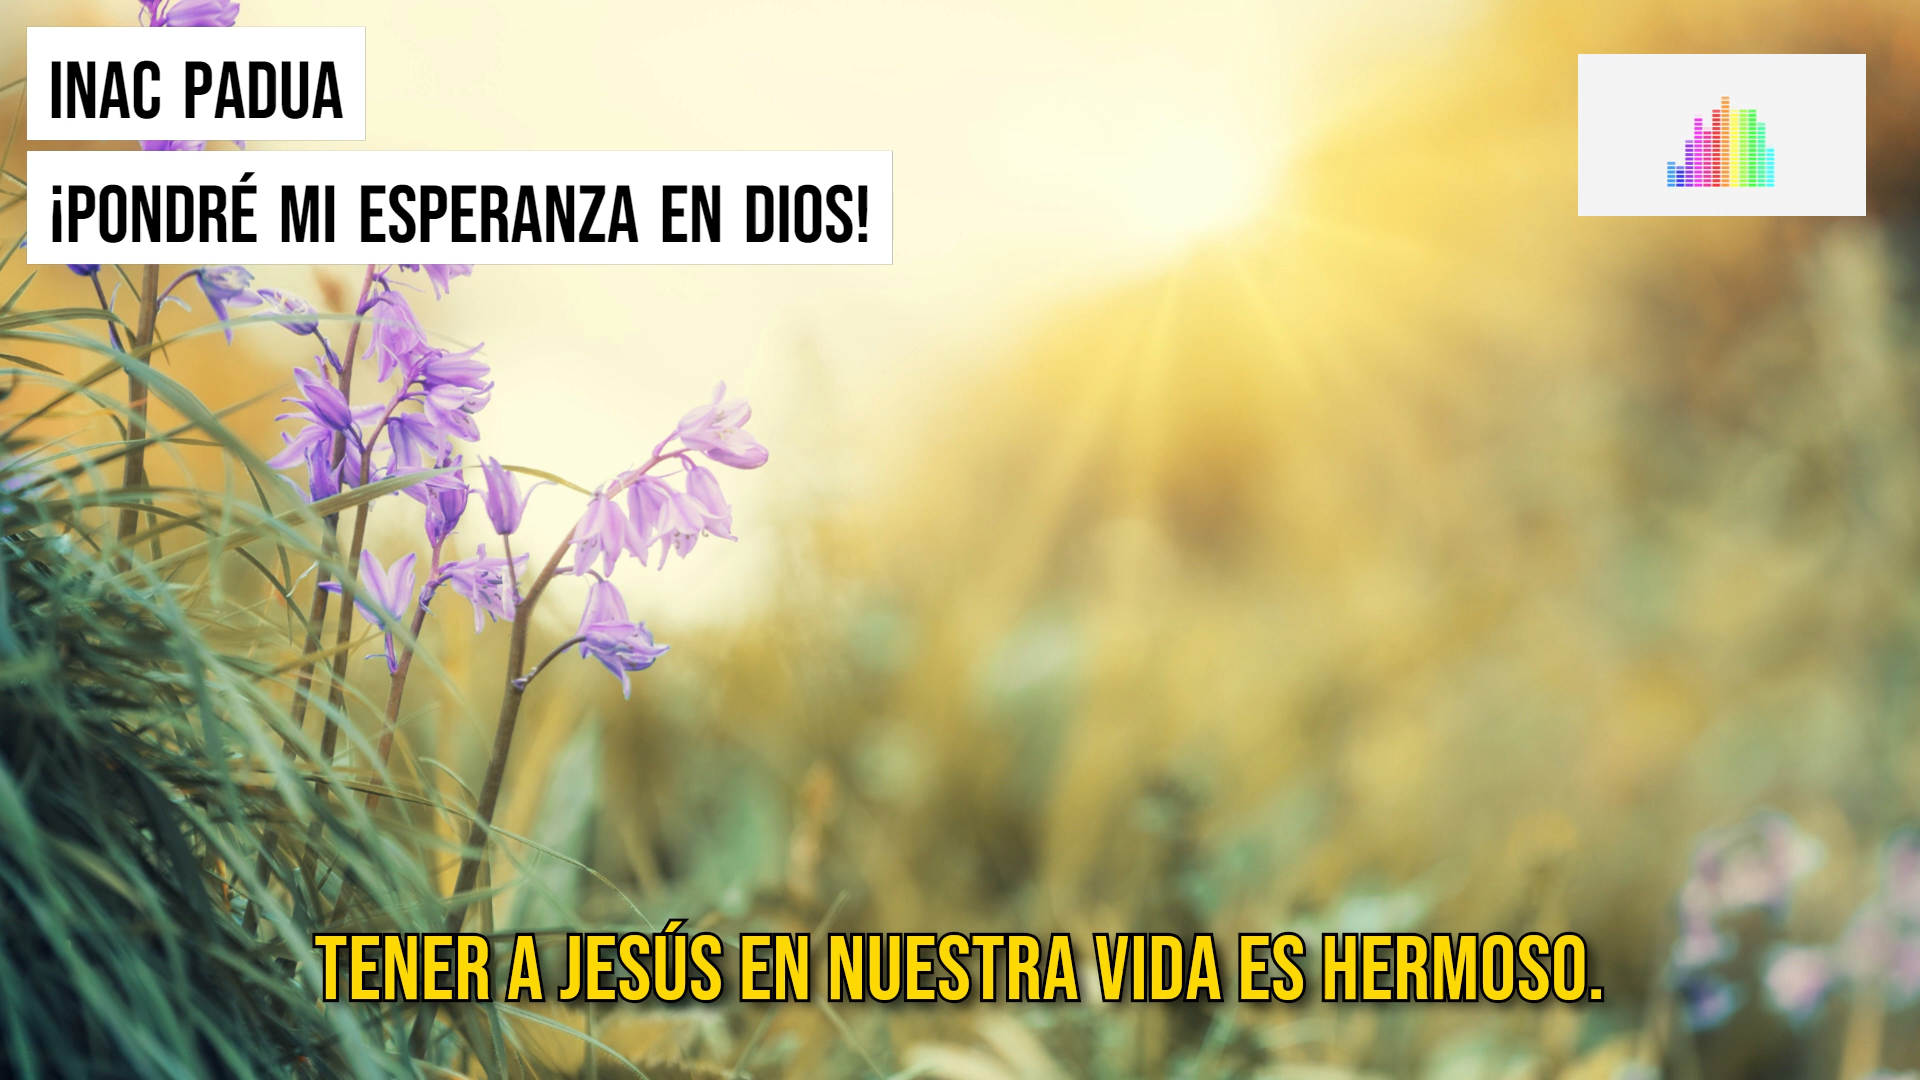 INAC PADUA
¡PONDRÉ MI ESPERANZA EN DIOS!
TENER A JESÚS EN NUESTRA VIDA ES HERMOSO.